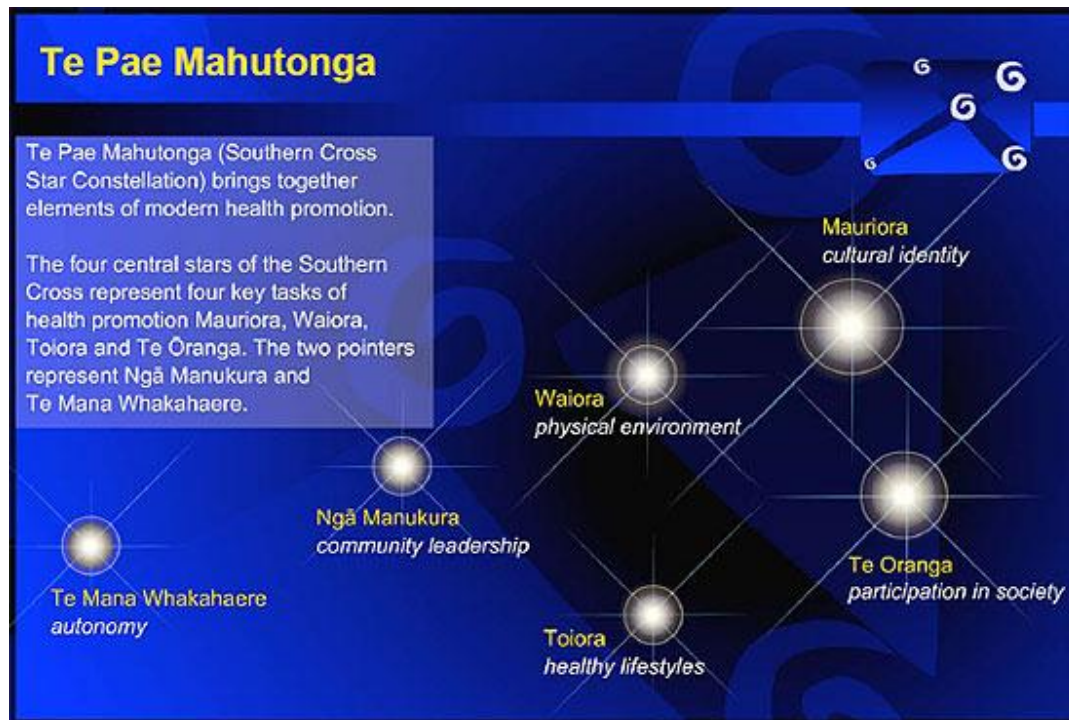 Te Pae Mahutonga
Te Pae Mahutonga (Southern Cross
Star Constellation) brings together
elements of modern health promotion.
The four central stars of the Southern
Cross represent four key tasks of
health promotion Mauriora, Waiora,
Toiora and Te Ōranga. The two pointers
represent Ngā Manukura and
Te Mana Whakahaere.
Mauriora
cultural identity
Waiora
physical environment
Ngā Manukura
community leadership
Te Oranga
participation in society
Te Mana Whakahaere
autonomy
Toiora
healthy lifestyles